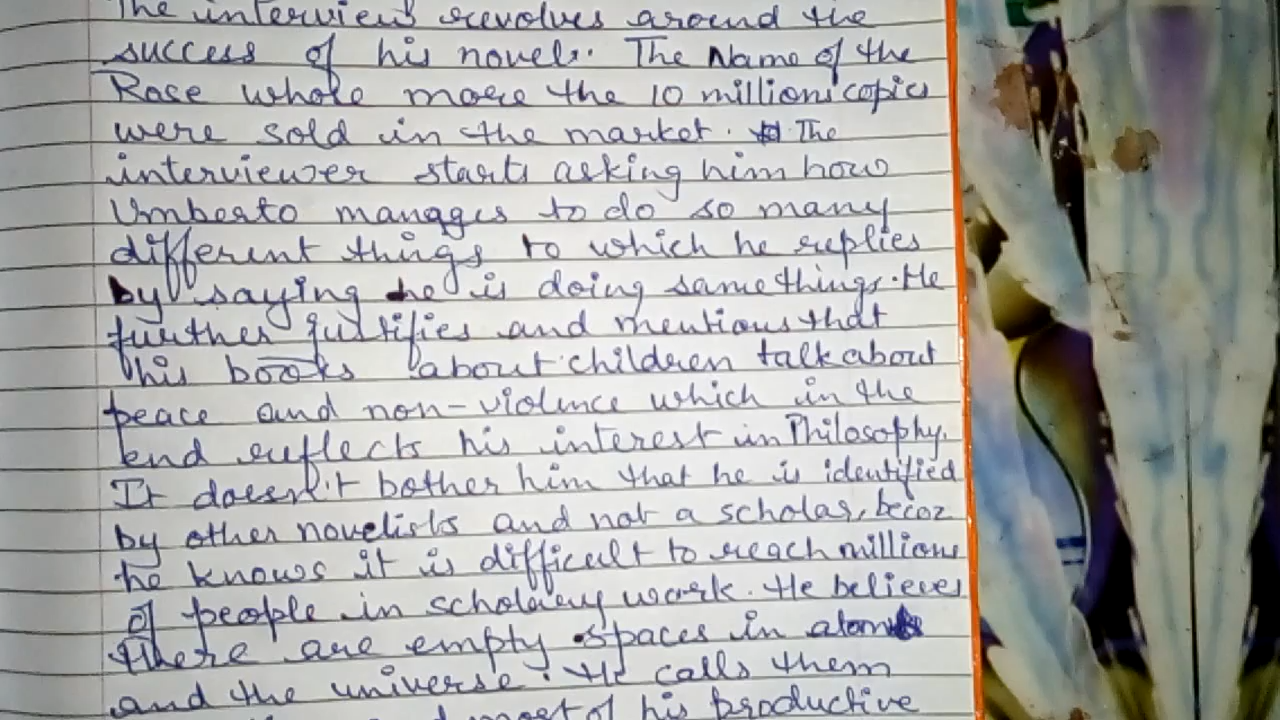 The interview revolves around the
success of his novel. The Name of the
Rose whole more the 10 millions copies
were sold in the market. The
interviewer starts asking him how
Umberto manages to do so many
different things to which he replies
by saying he is doing same things. He
further justifies and mentions that
his books about children talk about
peace and non-violence which in the
end reflects his interest in Philosophy.
It doesn't bother him that he is identified
by other novelists and not a scholar, becoz
he knows it is difficult to reach millions
of people in scholarly work. He believes
there are empty spaces in atom
and the universe. He calls them
most of his productive